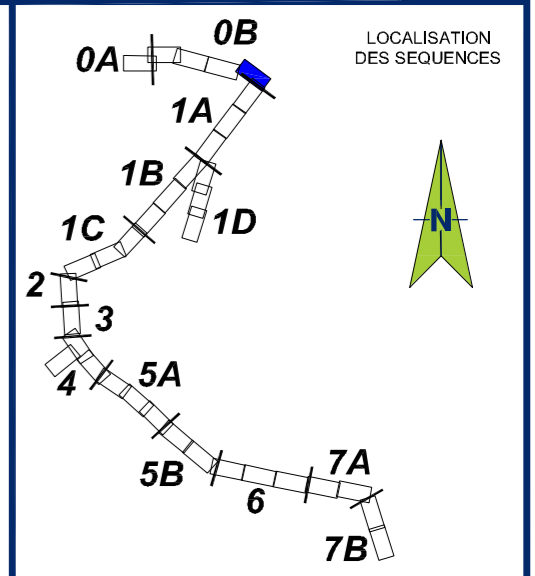 0B
LOCALISATION
DES SEQUENCES
0A
1A
1B
1D
N
1C
2
3
4
5A
5B
7A
6
7B